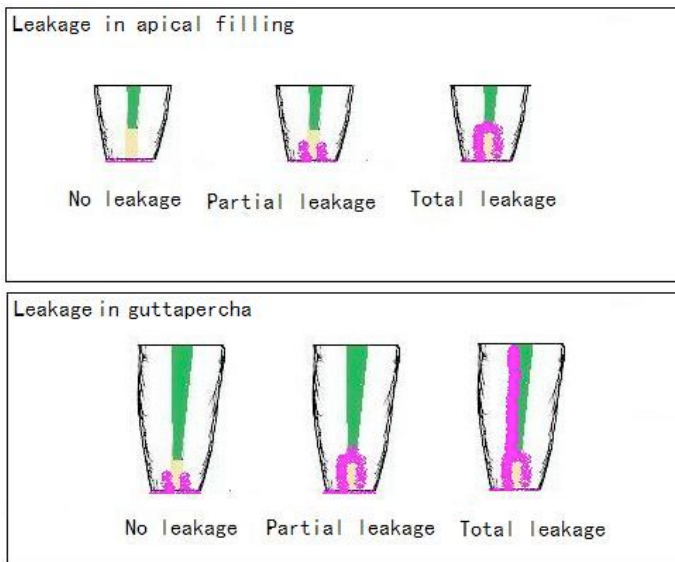 Leakage in apical filling
No leakage Partial leakage Total leakage
Leakage in guttapercha
No leakage Partial leakage Total leakage